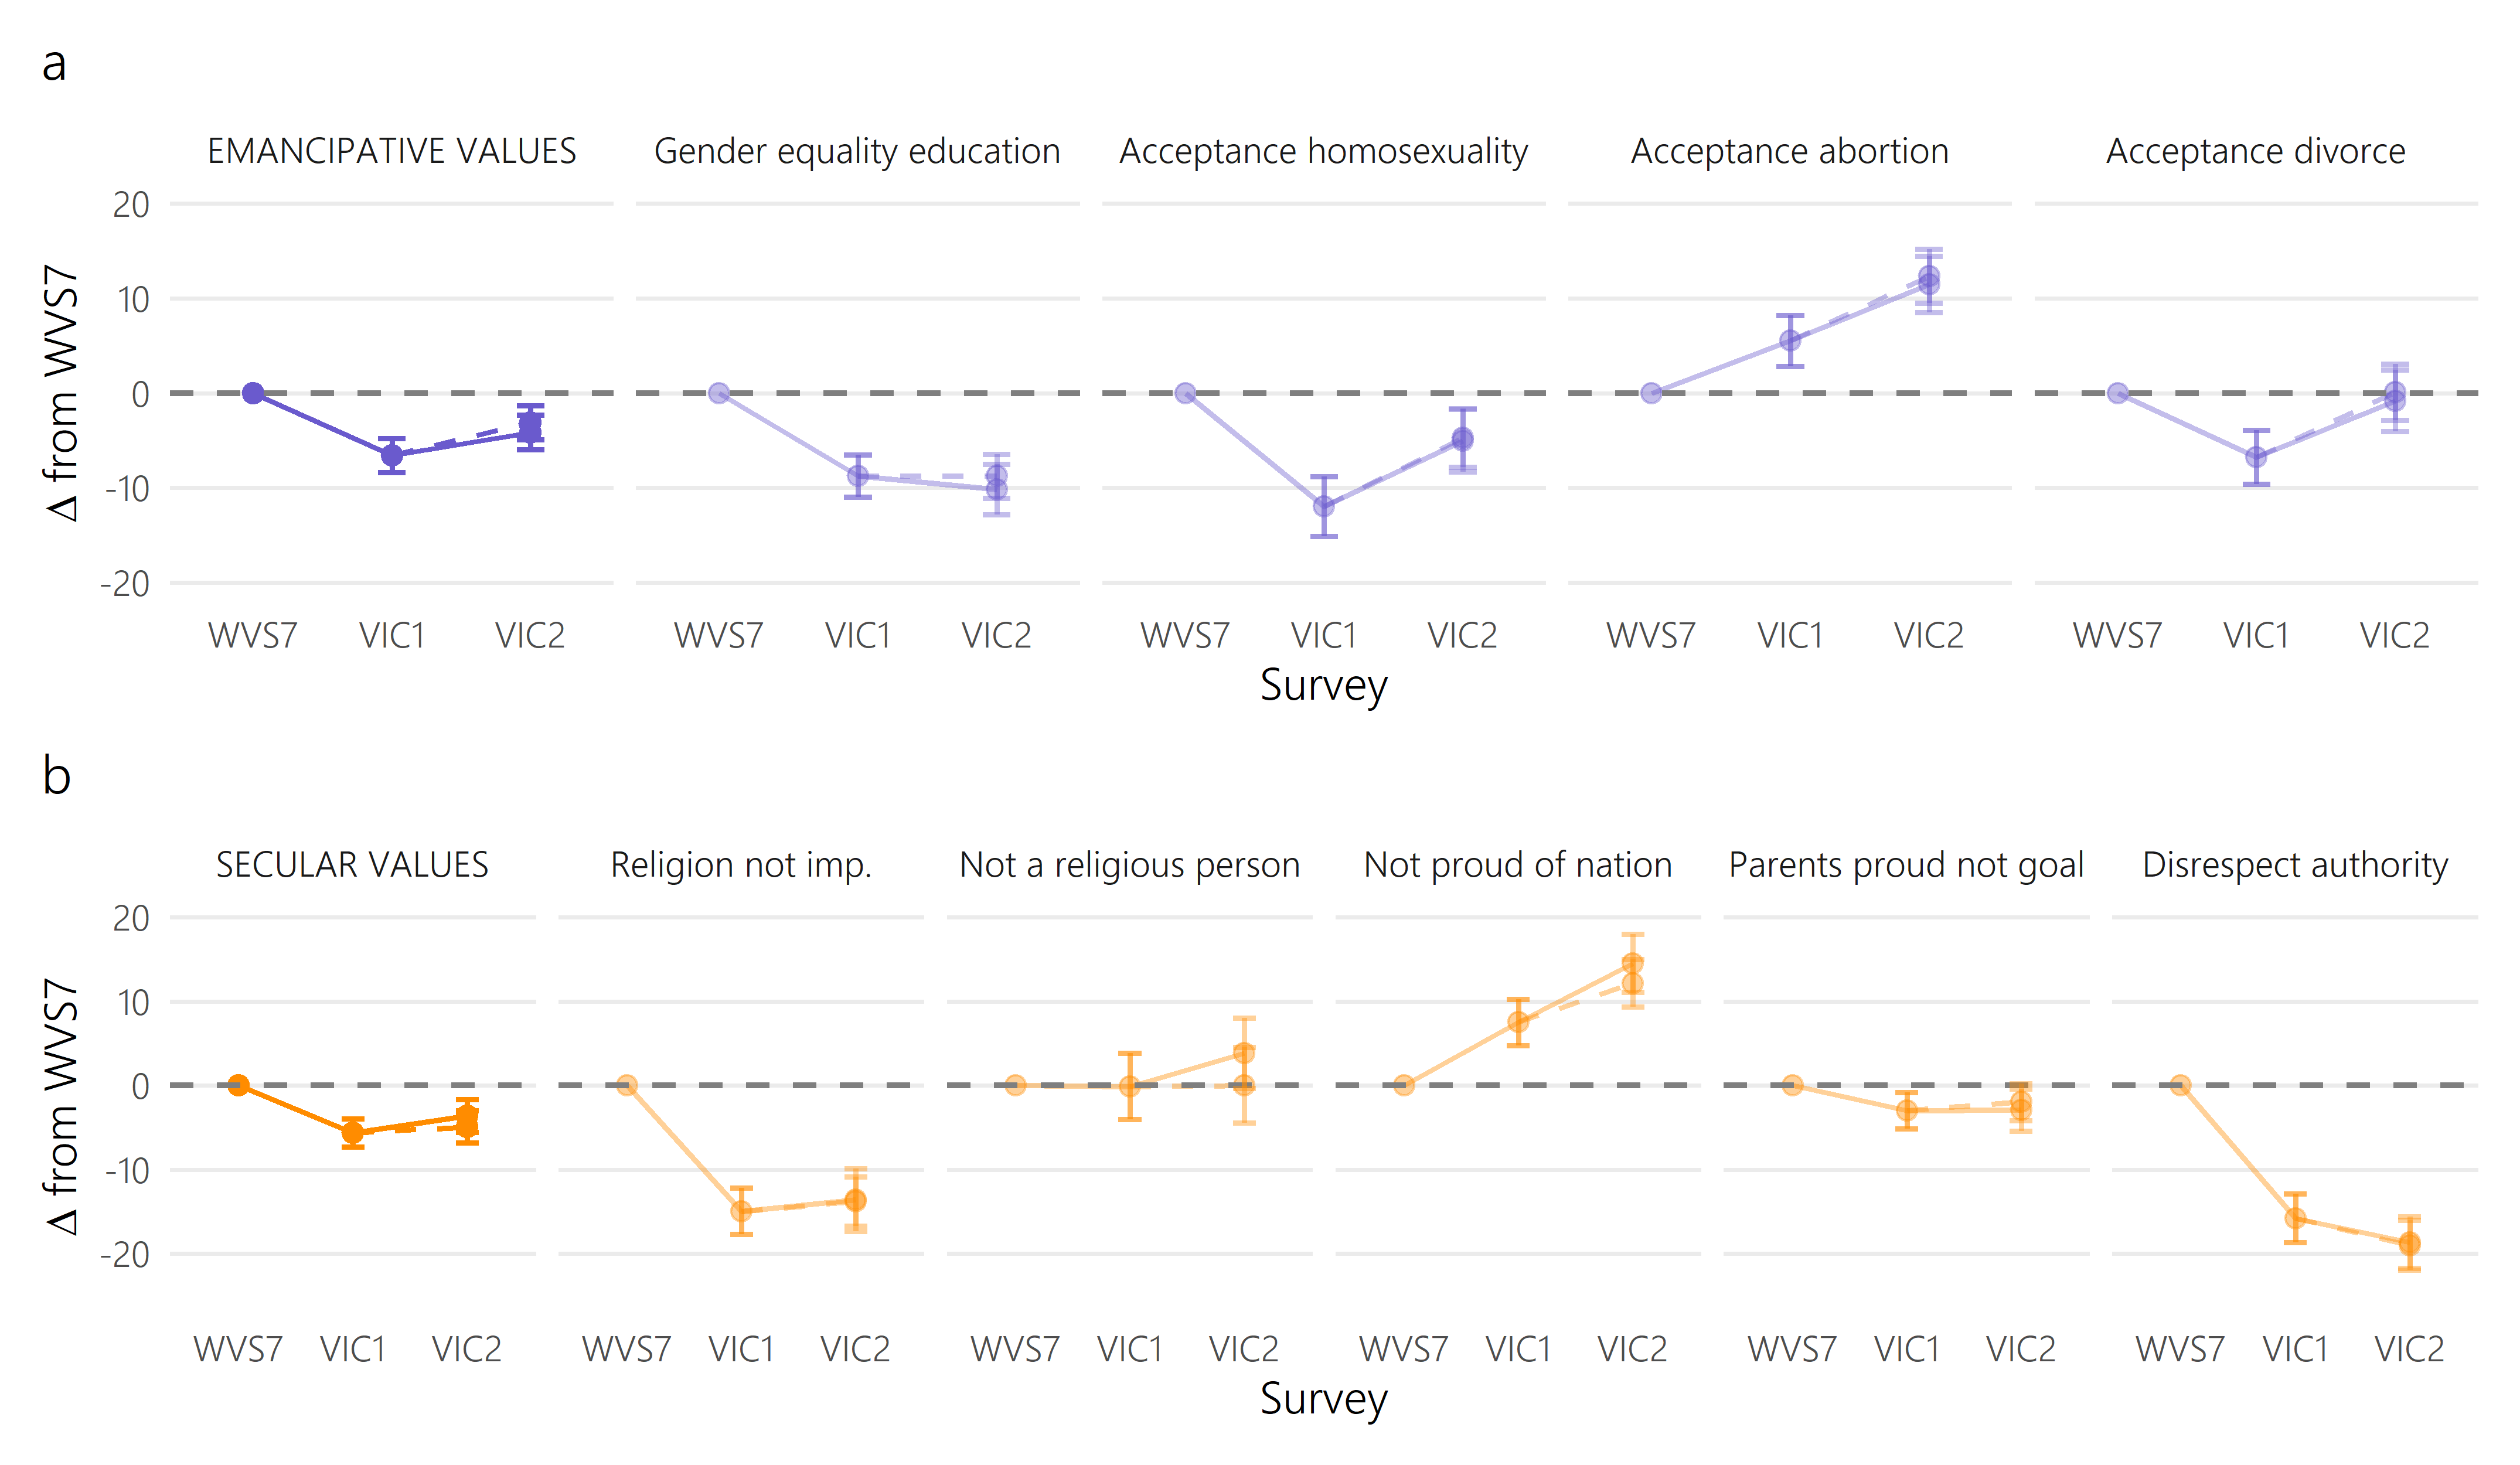 a
EMANCIPATIVE VALUES Gender equality education Acceptance homosexuality Acceptance abortion Acceptance divorce
20
10
0
-10
-20
Δ from WVS7
WVS7 VIC1 VIC2 WVS7 VIC1 VIC2 WVS7 VIC1 VIC2 WVS7 VIC1 VIC2 WVS7 VIC1 VIC2
Survey
b
SECULAR VALUES Religion not imp. Not a religious person Not proud of nation Parents proud not goal Disrespect authority
20
10
0
-10
-20
Δ from WVS7
WVS7 VIC1 VIC2 WVS7 VIC1 VIC2 WVS7 VIC1 VIC2 WVS7 VIC1 VIC2 WVS7 VIC1 VIC2 WVS7 VIC1 VIC2
Survey